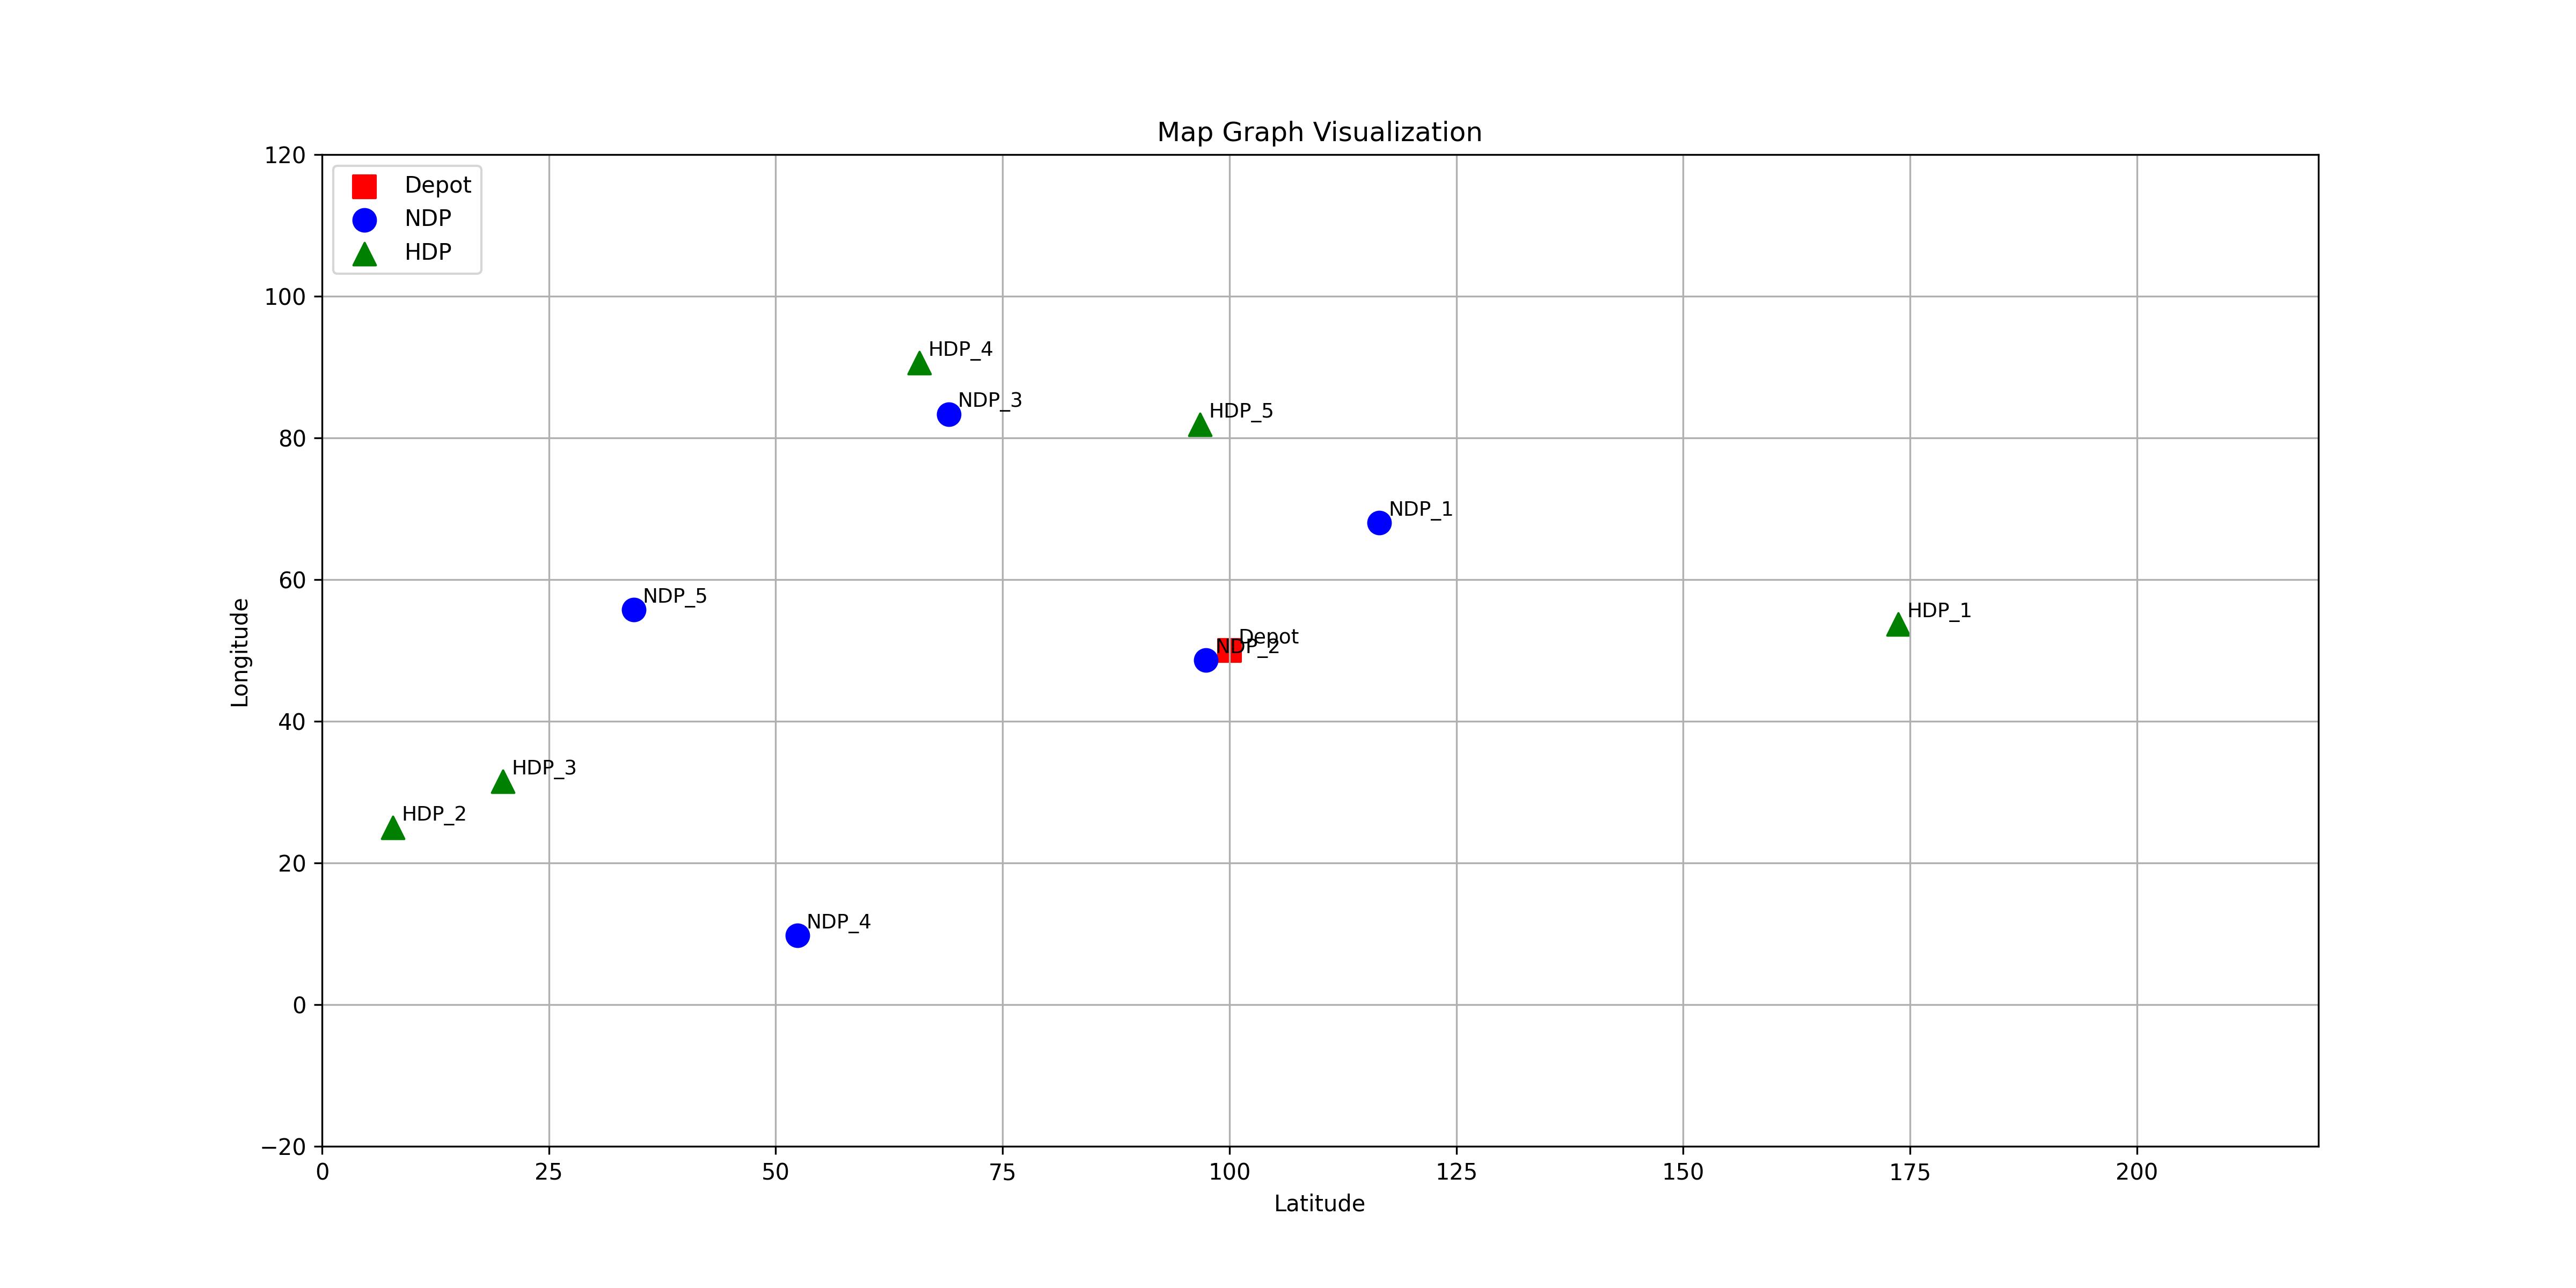 Map Graph Visualization
Depot
NDP
HDP
120
100
80
60
40
20
0
−20
Longitude
HDP_4
NDP_3
HDP_5
NDP_1
NDP_5
HDP_1
Depot
NDP_2
HDP_3
HDP_2
NDP_4
0 25 50 75 100 125 150 175 200
Latitude